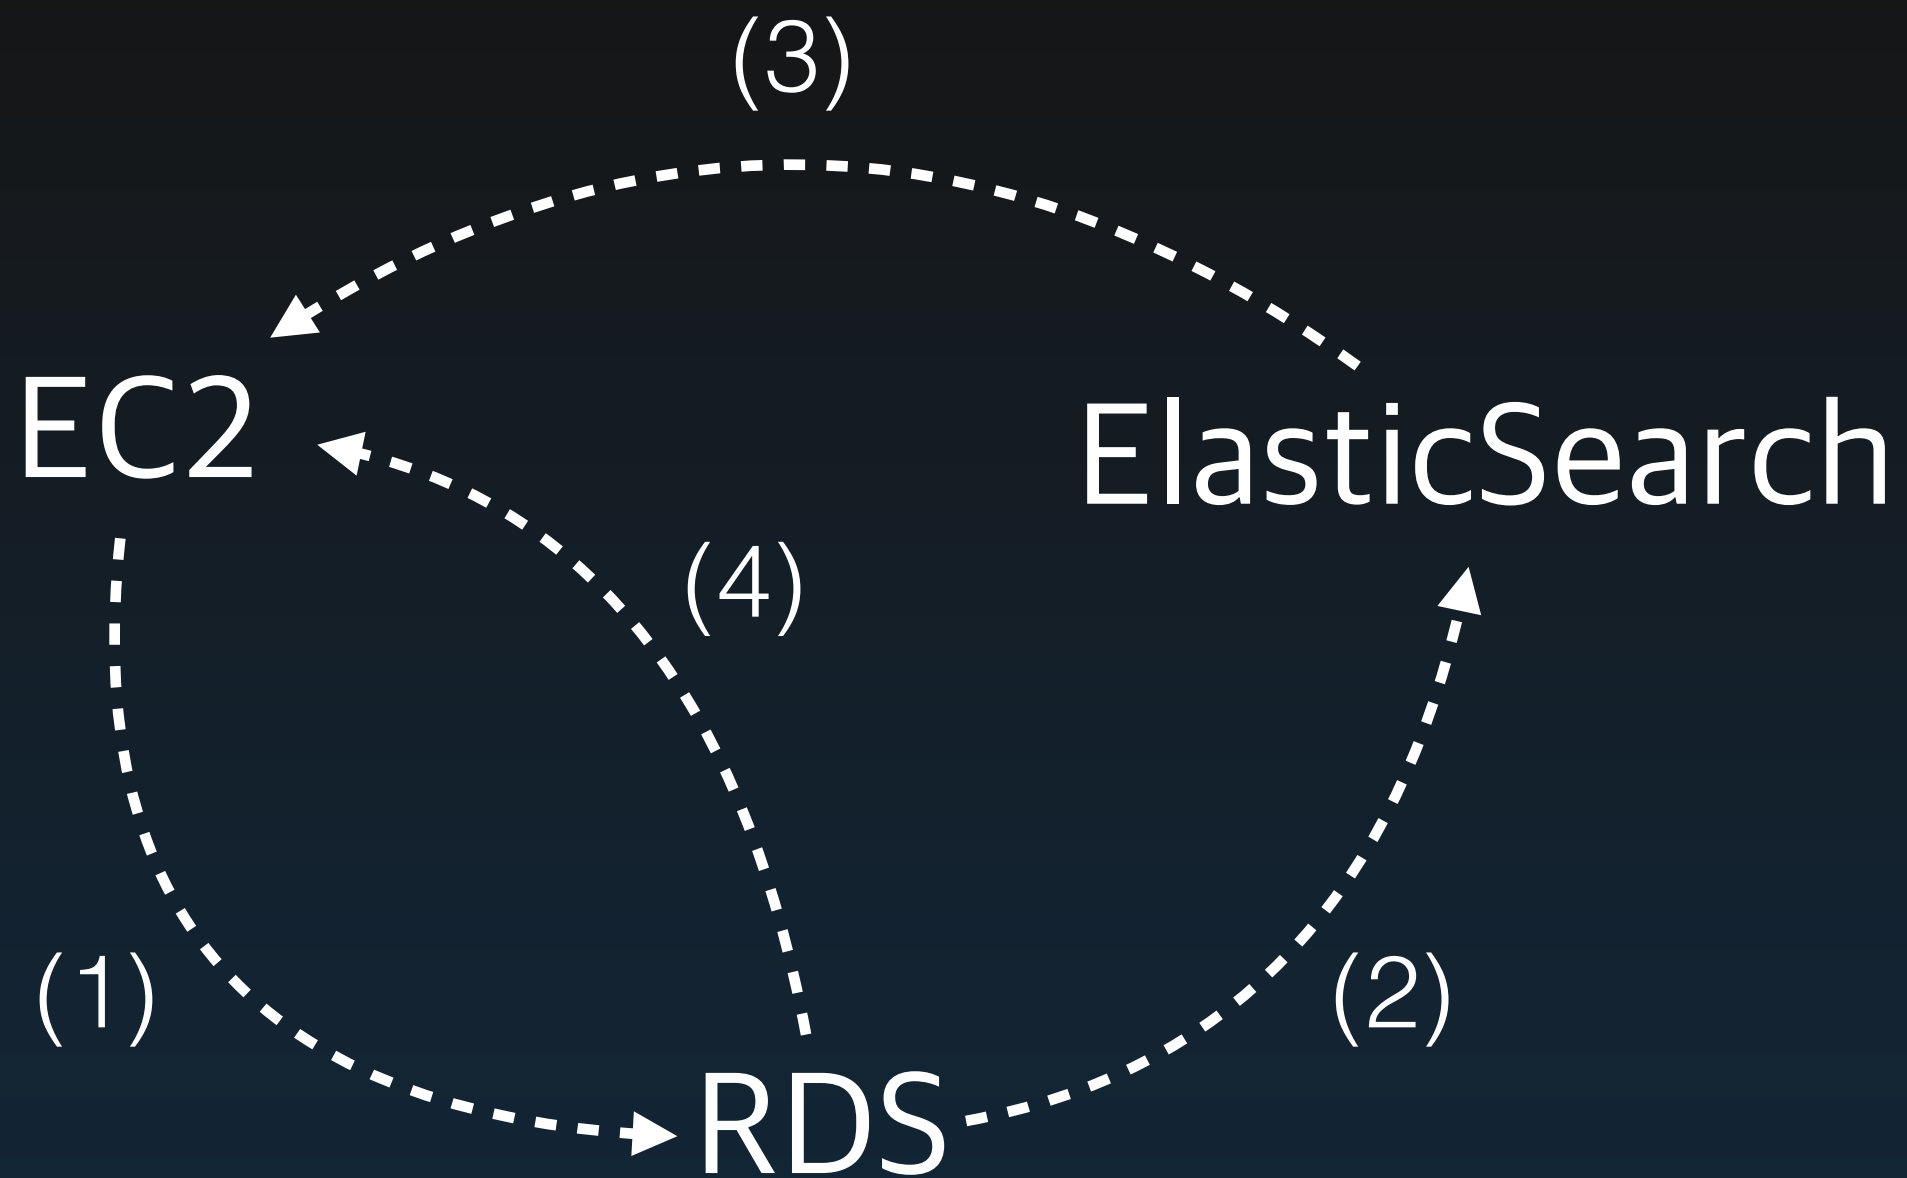 (3)
EC2
ElasticSearch
(4)
(1)
(2)
RDS